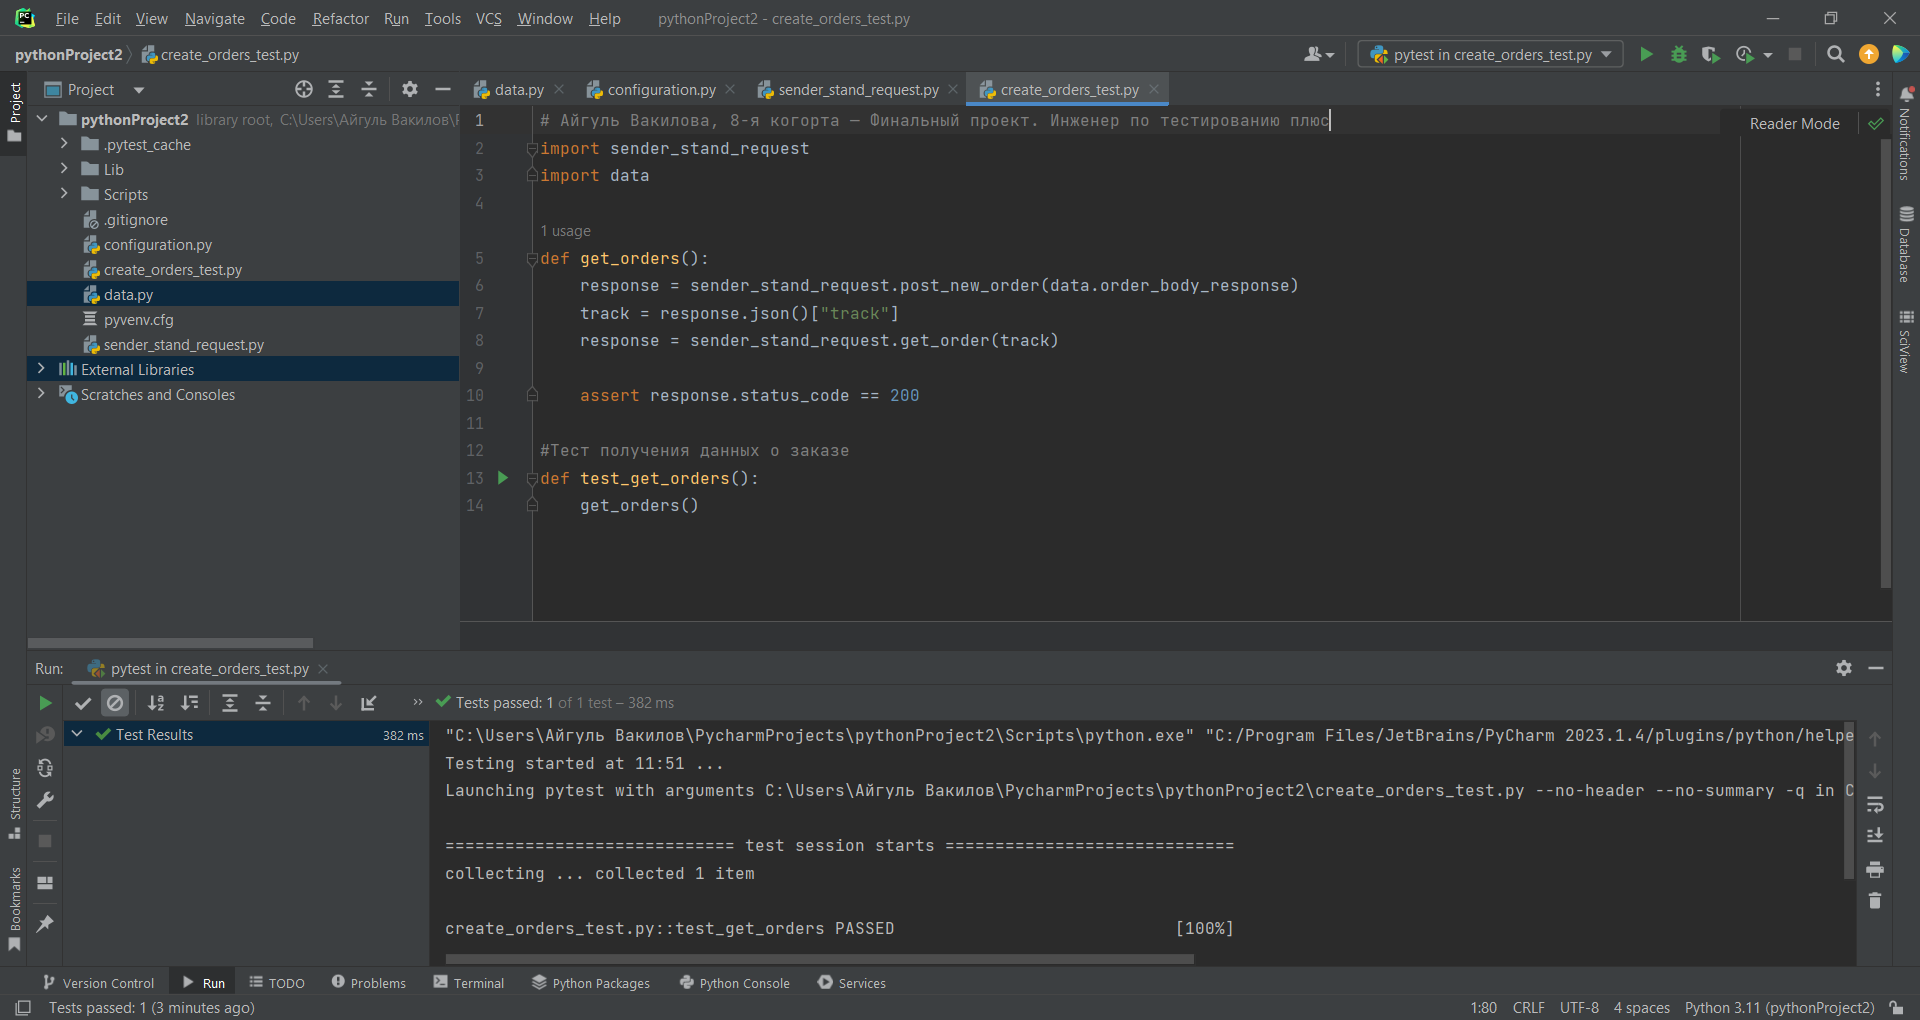 File Edit View Navigate Code Refactor Run Tools VCS Window Help pythonProject2 - create_orders_test.py
pythonProject2 create_orders_test.py
pytest in create_orders_test.py
Project
Project
data.py
configuration.py
sender_stand_request.py
create_orders_test.py
pythonProject2 library root, C:\Users\Айгуль Вакилов\
.pytest_cache
Lib
Scripts
.gitignore
configuration.py
create_orders_test.py
data.py
pyvenv.cfg
sender_stand_request.py
External Libraries
Scratches and Consoles
1 # Айгуль Вакилова, 8-я когорта — Финальный проект. Инженер по тестированию плюс
Reader Mode
2 import sender_stand_request
3 import data
4
1 usage
5 def get_orders():
6 response = sender_stand_request.post_new_order(data.order_body_response)
7 track = response.json()["track"]
8 response = sender_stand_request.get_order(track)
9
10 assert response.status_code == 200
11
12 #Тест получения данных о заказе
13 def test_get_orders():
14 get_orders()
Notifications
Database
SciView
Run: pytest in create_orders_test.py
Tests passed: 1 of 1 test – 382 ms
Test Results 382 ms
"C:\Users\Айгуль Вакилов\PycharmProjects\pythonProject2\Scripts\python.exe" "C:/Program Files/JetBrains/PyCharm 2023.1.4/plugins/python/helpe
Testing started at 11:51 ...
Launching pytest with arguments C:\Users\Айгуль Вакилов\PycharmProjects\pythonProject2\create_orders_test.py --no-header --no-summary -q in C
============================= test session starts =============================
collecting ... collected 1 item
create_orders_test.py::test_get_orders PASSED [100%]
Structure
Bookmarks
Version Control Run TODO Problems Terminal Python Packages Python Console Services
Tests passed: 1 (3 minutes ago)
1:80 CRLF UTF-8 4 spaces Python 3.11 (pythonProject2)